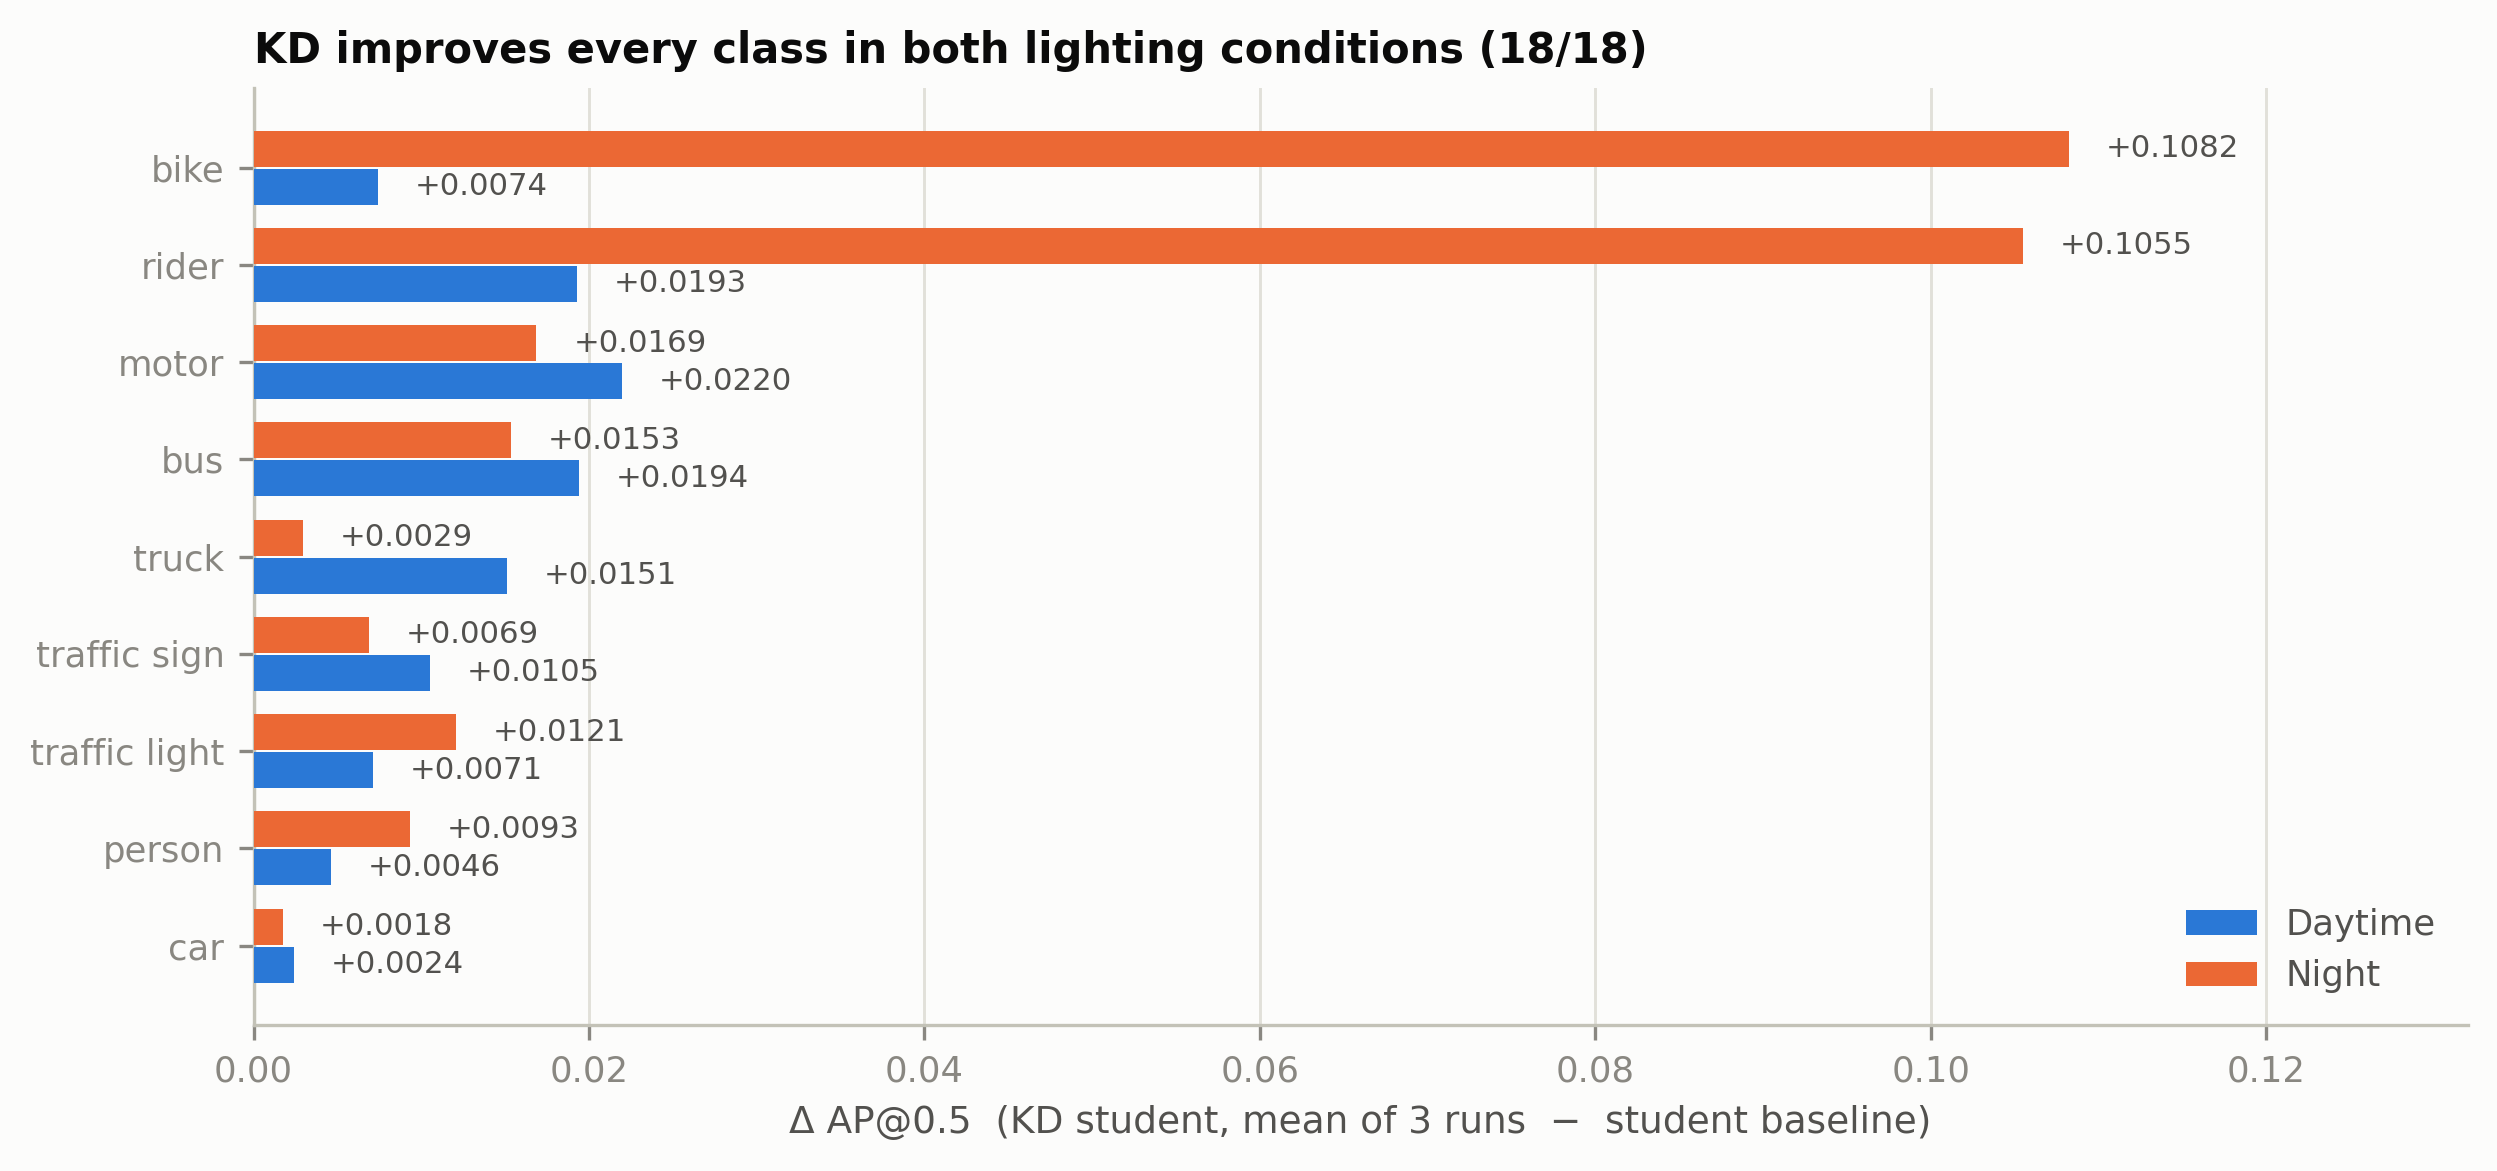 KD improves every class in both lighting conditions (18/18)
bike
+0.1082
+0.0074
rider
+0.1055
+0.0193
motor
+0.0169
+0.0220
bus
+0.0153
+0.0194
truck
+0.0029
+0.0151
traffic sign
+0.0069
+0.0105
traffic light
+0.0121
+0.0071
person
+0.0093
+0.0046
car
+0.0018
+0.0024
Daytime
Night
0.00 0.02 0.04 0.06 0.08 0.10 0.12
Δ AP@0.5 (KD student, mean of 3 runs − student baseline)